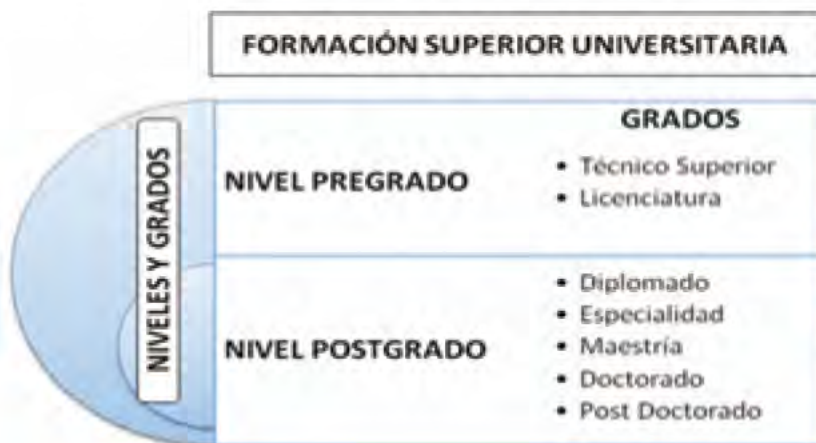 FORMACIÓN SUPERIOR UNIVERSITARIA
NIVELES Y GRADOS
GRADOS
NIVEL PREGRADO
• Técnico Superior
• Licenciatura
NIVEL POSTGRADO
• Diplomado
• Especialidad
• Maestría
• Doctorado
• Post Doctorado